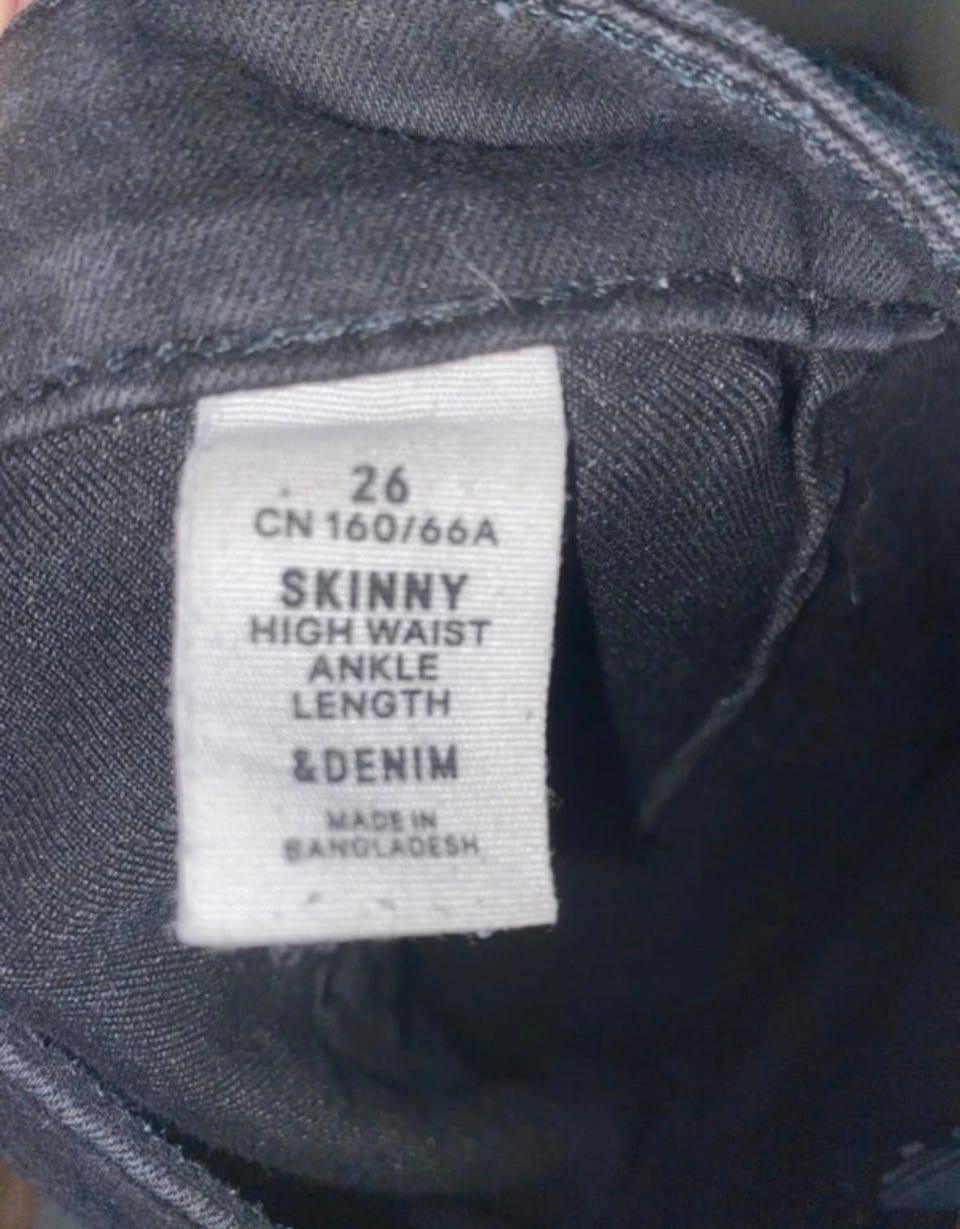 26
CN 160/66A
SKINNY
HIGH WAIST
ANKLE
LENGTH
&DENIM
MADE IN
BANGLADESH